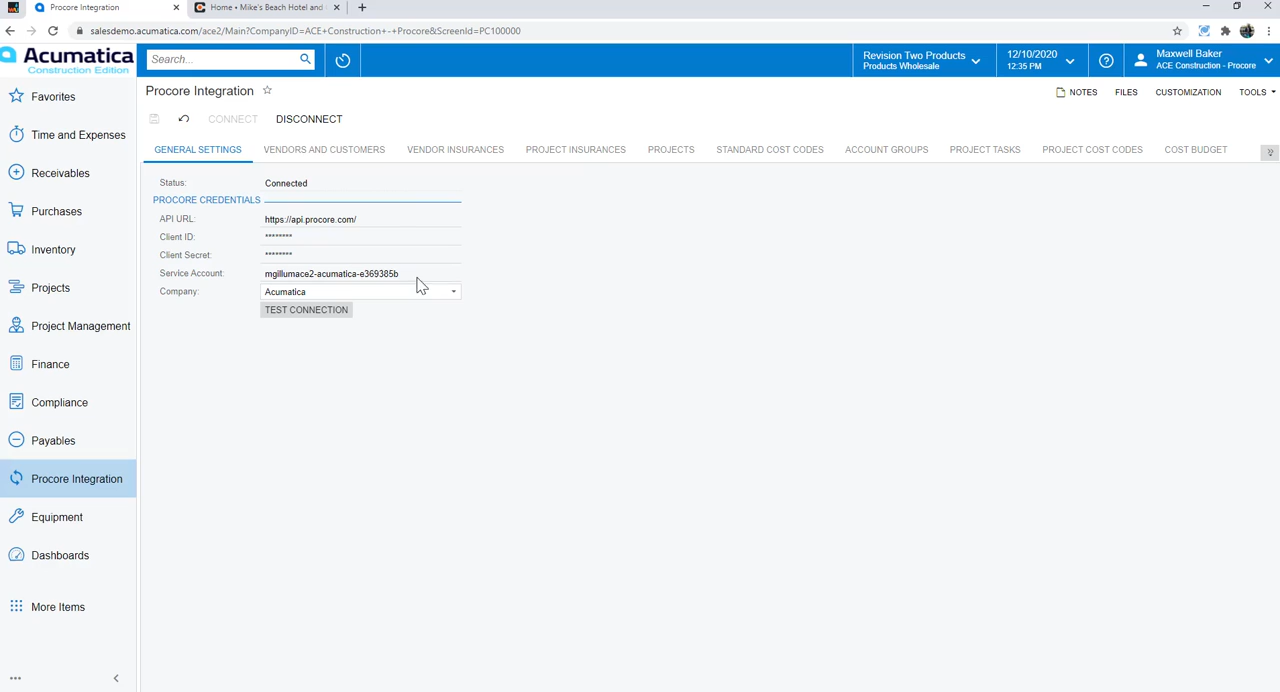 Procore Integration
Home • Mike's Beach Hotel and
salesdemo.acumatica.com/ace2/Main?CompanyID=ACE+Construction+-+Procore&ScreenId=PC100000
Acumatica
Construction Edition
Search...
Revision Two Products
Products Wholesale
12/10/2020
12:35 PM
Maxwell Baker
ACE Construction - Procore
Favorites
Time and Expenses
Receivables
Purchases
Inventory
Projects
Project Management
Finance
Compliance
Payables
Procore Integration
Equipment
Dashboards
More Items
Procore Integration
NOTES FILES CUSTOMIZATION TOOLS
CONNECT DISCONNECT
GENERAL SETTINGS VENDORS AND CUSTOMERS VENDOR INSURANCES PROJECT INSURANCES PROJECTS STANDARD COST CODES ACCOUNT GROUPS PROJECT TASKS PROJECT COST CODES COST BUDGET
Status: Connected
PROCORE CREDENTIALS
API URL: https://api.procore.com/
Client ID: ********
Client Secret: ********
Service Account: mgillumace2-acumatica-e369385b
Company: Acumatica
TEST CONNECTION